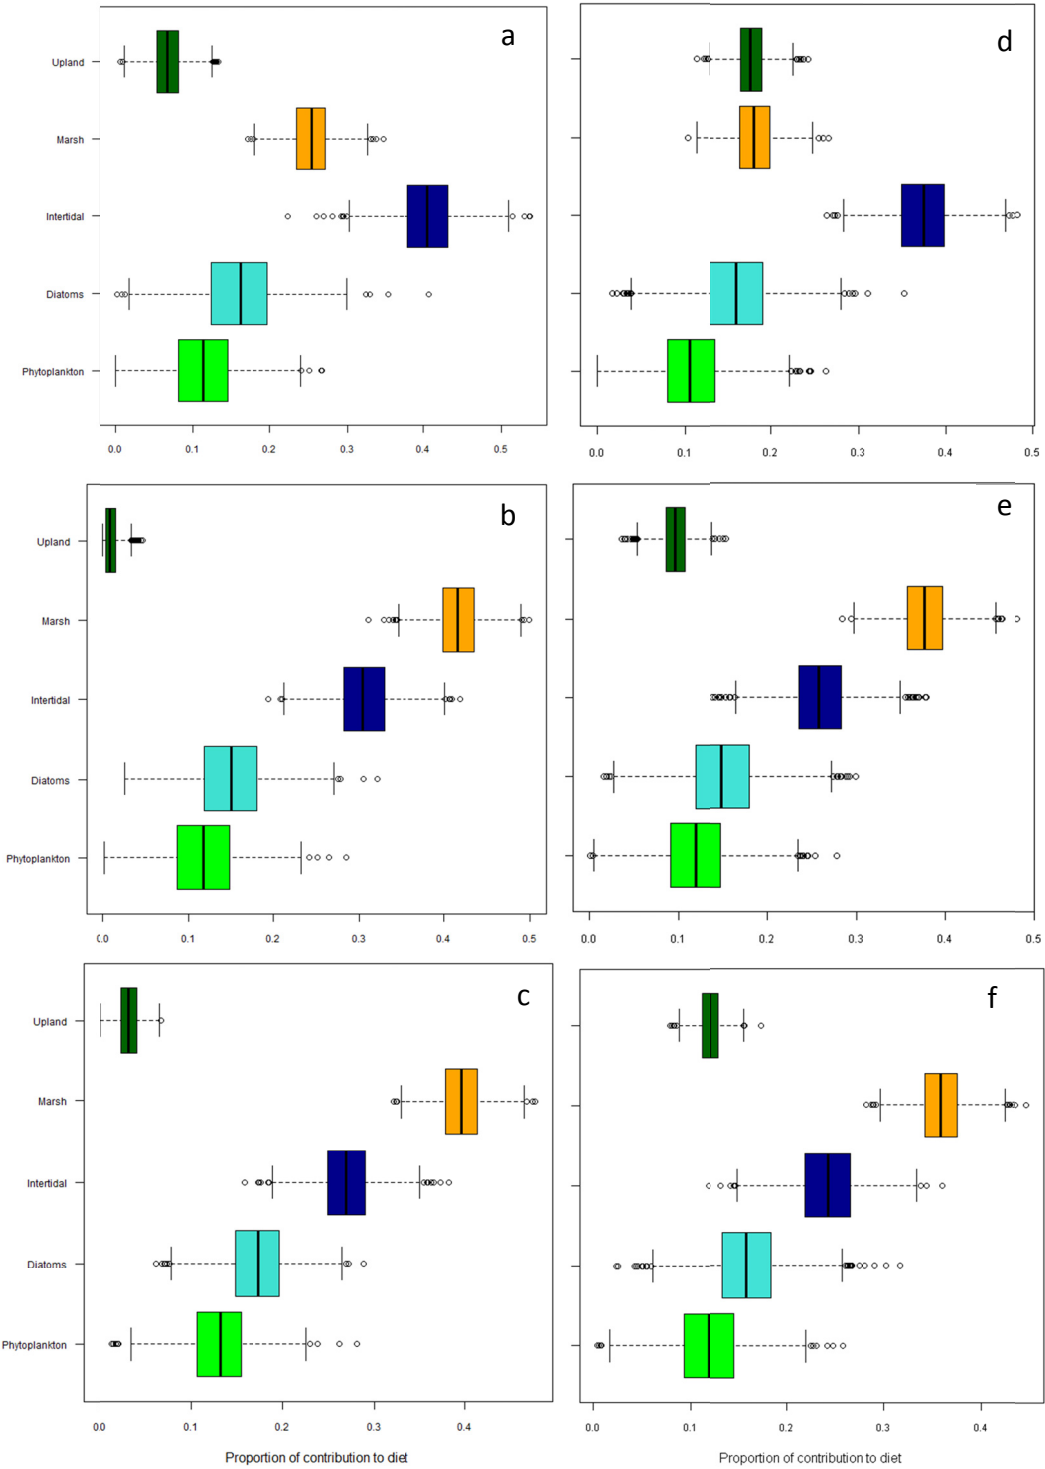 a
Upland
Marsh
Intertidal
Diatoms
Phytoplankton
0.0 0.1 0.2 0.3 0.4 0.5
d
0.0 0.1 0.2 0.3 0.4 0.5
b
Upland
Marsh
Intertidal
Diatoms
Phytoplankton
0.0 0.1 0.2 0.3 0.4 0.5
e
0.0 0.1 0.2 0.3 0.4 0.5
c
Upland
Marsh
Intertidal
Diatoms
Phytoplankton
0.0 0.1 0.2 0.3 0.4
Proportion of contribution to diet
f
0.0 0.1 0.2 0.3 0.4
Proportion of contribution to diet